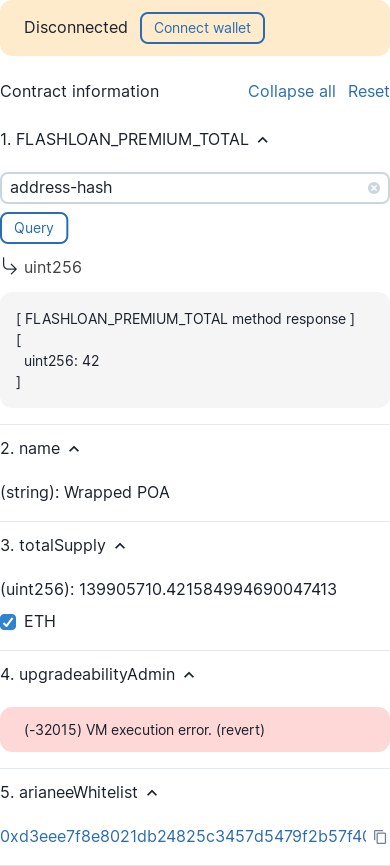 Disconnected Connect wallet
Contract information Collapse all Reset
1. FLASHLOAN_PREMIUM_TOTAL
address-hash
Query
uint256
[ FLASHLOAN_PREMIUM_TOTAL method response ]
[
uint256: 42
]
2. name
(string): Wrapped POA
3. totalSupply
(uint256): 139905710.421584994690047413
ETH
4. upgradeabilityAdmin
(-32015) VM execution error. (revert)
5. arianeeWhitelist
0xd3eee7f8e8021db24825c3457d5479f2b57f40